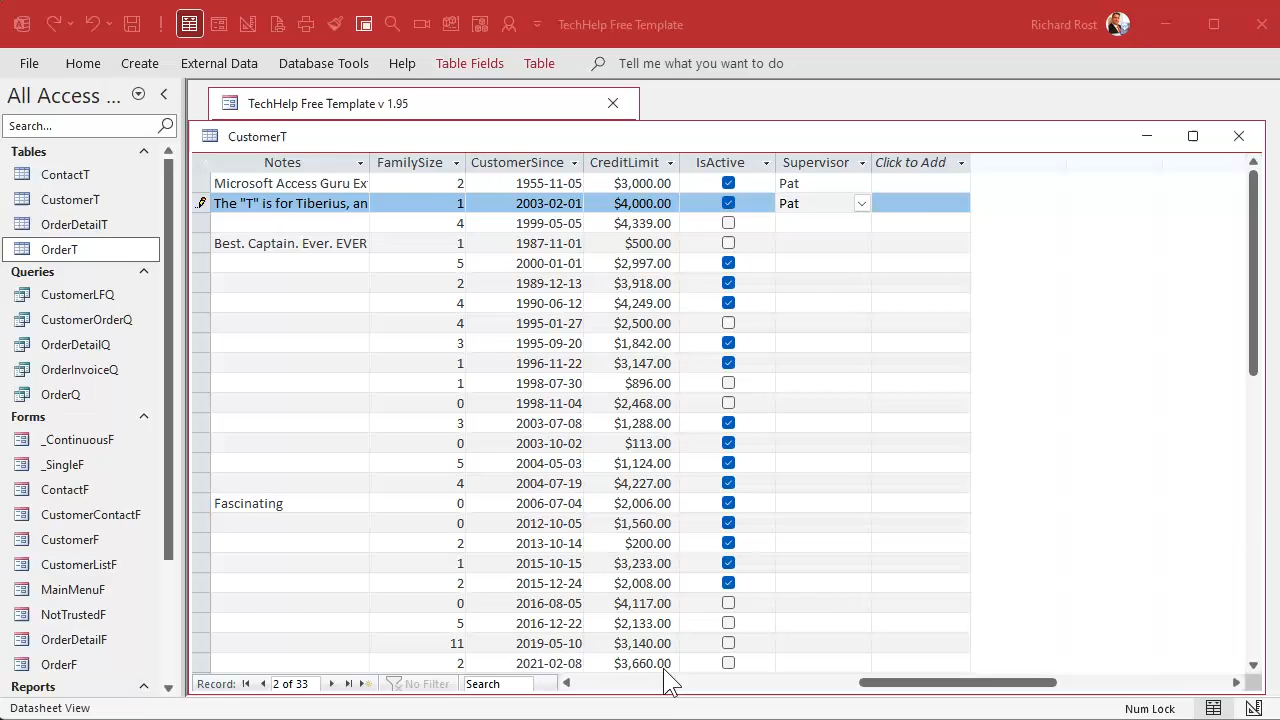 TechHelp Free Template
Richard Rost
File Home Create External Data Database Tools Help Table Fields Table Tell me what you want to do
All Access ...
Search...
Tables
ContactT
CustomerT
OrderDetailT
OrderT
Queries
CustomerLFQ
CustomerOrderQ
OrderDetailQ
OrderInvoiceQ
OrderQ
Forms
_ContinuousF
_SingleF
ContactF
CustomerContactF
CustomerF
CustomerListF
MainMenuF
NotTrustedF
OrderDetailF
OrderF
Reports
TechHelp Free Template v 1.95
CustomerT
Notes FamilySize CustomerSince CreditLimit IsActive Supervisor Click to Add
Microsoft Access Guru Ex 2 1955-11-05 $3,000.00 Pat
The "T" is for Tiberius, an 1 2003-02-01 $4,000.00 Pat
4 1999-05-05 $4,339.00
Best. Captain. Ever. EVER 1 1987-11-01 $500.00
5 2000-01-01 $2,997.00
2 1989-12-13 $3,918.00
4 1990-06-12 $4,249.00
4 1995-01-27 $2,500.00
3 1995-09-20 $1,842.00
1 1996-11-22 $3,147.00
1 1998-07-30 $896.00
0 1998-11-04 $2,468.00
3 2003-07-08 $1,288.00
0 2003-10-02 $113.00
5 2004-05-03 $1,124.00
4 2004-07-19 $4,227.00
Fascinating 0 2006-07-04 $2,006.00
0 2012-10-05 $1,560.00
2 2013-10-14 $200.00
1 2015-10-15 $3,233.00
2 2015-12-24 $2,008.00
0 2016-08-05 $4,117.00
5 2016-12-22 $2,133.00
11 2019-05-10 $3,140.00
2 2021-02-08 $3,660.00
Record: 2 of 33 No Filter Search
Datasheet View
Num Lock